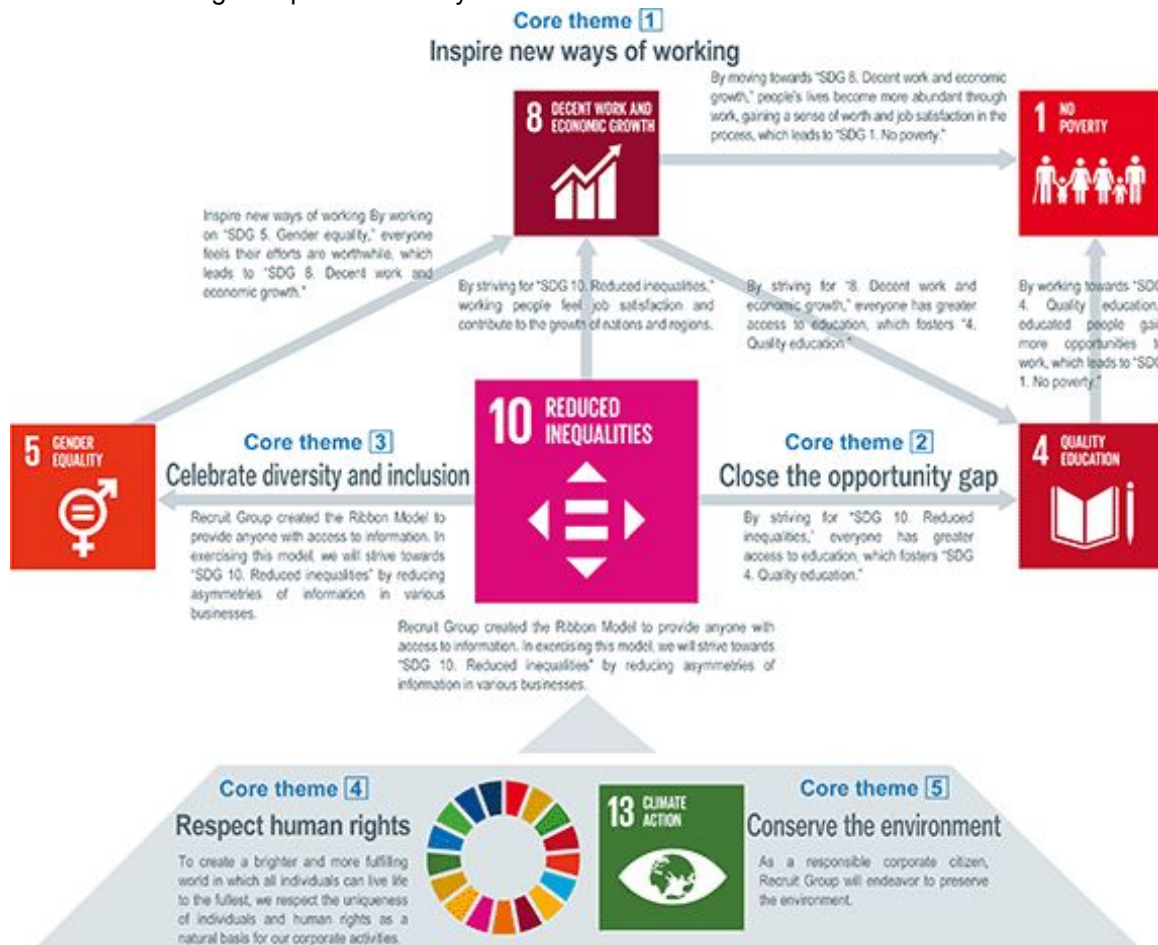 Core theme 1
Inspire new ways of working
8 DECENT WORK AND
ECONOMIC GROWTH
By moving towards "SDG 8. Decent work and economic
growth," people's lives become more abundant through
work, gaining a sense of worth and job satisfaction in the
process, which leads to "SDG 1. No poverty."
1 NO
POVERTY
Inspire new ways of working By working
on "SDG 5. Gender equality," everyone
feels their efforts are worthwhile, which
leads to "SDG 8. Decent work and
economic growth."
By striving for "SDG 10. Reduced inequalities,"
working people feel job satisfaction and
contribute to the growth of nations and regions.
By striving for "8. Decent work and
economic growth," everyone has greater
access to education, which fosters "4.
Quality education."
By working towards "SDG
4. Quality education,
educated people gai
more opportunities t
work, which leads to "SDG
1. No poverty."
5 GENDER
EQUALITY
Core theme 3
Celebrate diversity and inclusion
Recruit Group created the Ribbon Model to
provide anyone with access to information. In
exercising this model, we will strive towards
"SDG 10. Reduced inequalities" by reducing
asymmetries of information in various
businesses.
10 REDUCED
INEQUALITIES
Core theme 2
Close the opportunity gap
By striving for "SDG 10. Reduced
inequalities," everyone has greater
access to education, which fosters "SDG
4. Quality education."
4 QUALITY
EDUCATION
Recruit Group created the Ribbon Model to provide anyone with
access to information. In exercising this model, we will strive towards
"SDG 10. Reduced inequalities" by reducing asymmetries of
information in various businesses.
Core theme 4
Respect human rights
To create a brighter and more fulfilling
world in which all individuals can live life
to the fullest, we respect the uniqueness
of individuals and human rights as a
natural basis for our corporate activities.
13 CLIMATE
ACTION
Core theme 5
Conserve the environment
As a responsible corporate citizen,
Recruit Group will endeavor to preserve
the environment.